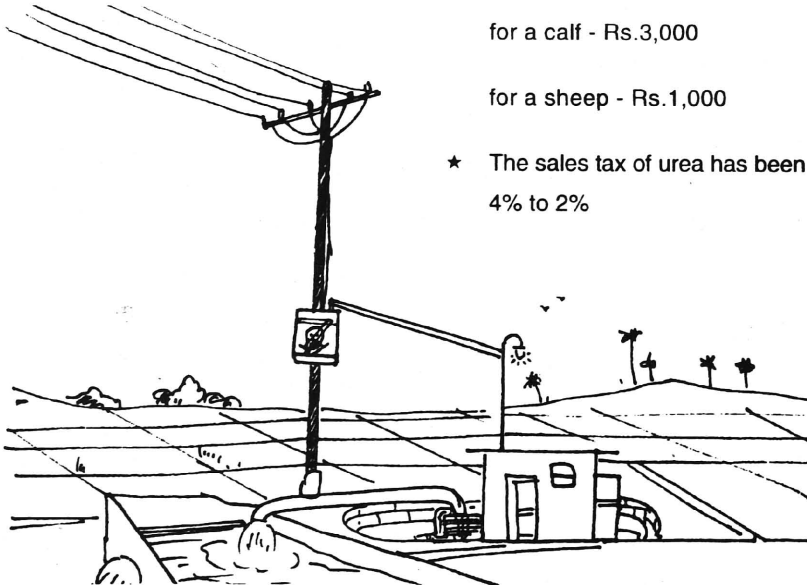 for a calf - Rs.3,000
for a sheep - Rs.1,000
★ The sales tax of urea has been
4% to 2%